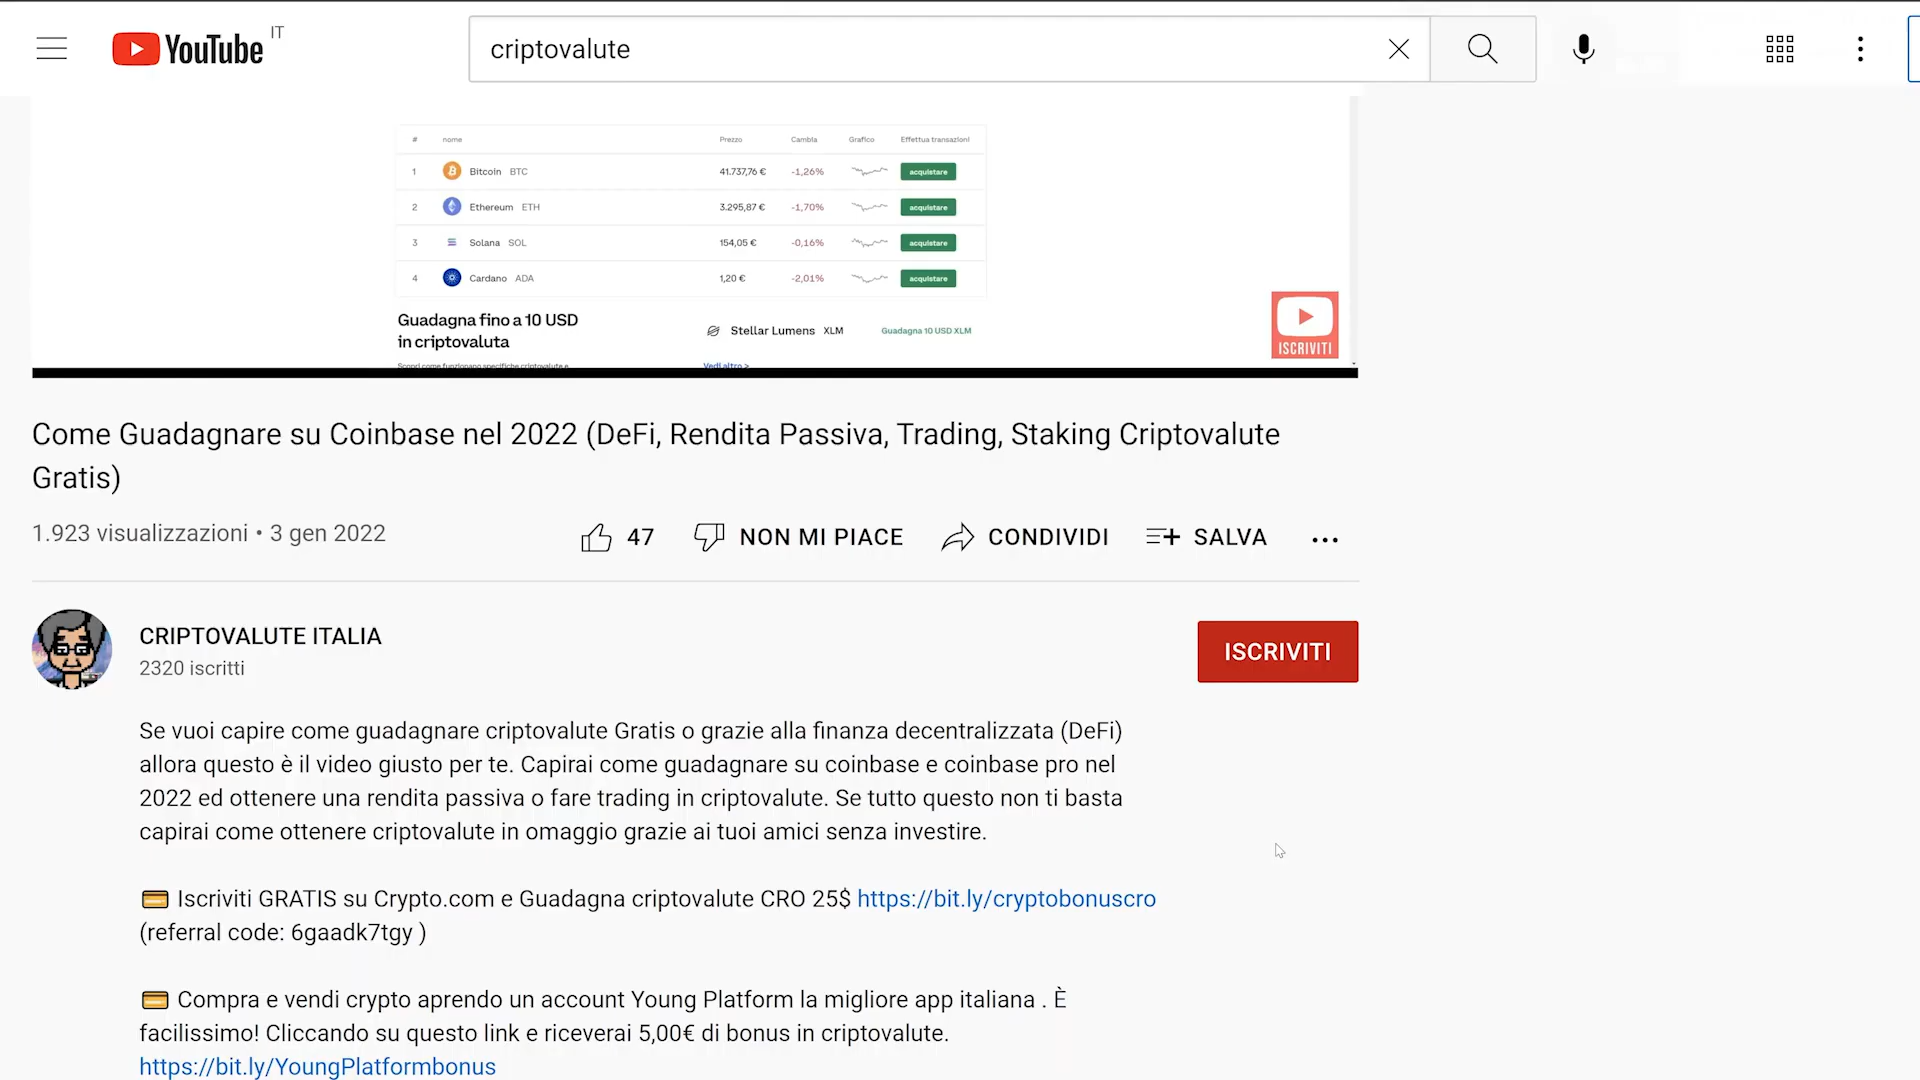 YouTube IT
criptovalute
# nome Prezzo Cambia Grafico Effettua transazioni
1 Bitcoin BTC 41.737,76 € -1,26% acquistare
2 Ethereum ETH 3.295,87 € -1,70% acquistare
3 Solana SOL 154,05 € -0,16% acquistare
4 Cardano ADA 1,20 € -2,01% acquistare
Guadagna fino a 10 USD
in criptovaluta
Stellar Lumens XLM Guadagna 10 USD XLM
Scopri come funzionano specifiche criptovalute e
Vedi altro >
ISCRIVITI
Come Guadagnare su Coinbase nel 2022 (DeFi, Rendita Passiva, Trading, Staking Criptovalute
Gratis)
1.923 visualizzazioni • 3 gen 2022
47 NON MI PIACE CONDIVIDI SALVA
CRIPTOVALUTE ITALIA
2320 iscritti
ISCRIVITI
Se vuoi capire come guadagnare criptovalute Gratis o grazie alla finanza decentralizzata (DeFi)
allora questo è il video giusto per te. Capirai come guadagnare su coinbase e coinbase pro nel
2022 ed ottenere una rendita passiva o fare trading in criptovalute. Se tutto questo non ti basta
capirai come ottenere criptovalute in omaggio grazie ai tuoi amici senza investire.
💳 Iscriviti GRATIS su Crypto.com e Guadagna criptovalute CRO 25$ https://bit.ly/cryptobonuscro
(referral code: 6gaadk7tgy )
💳 Compra e vendi crypto aprendo un account Young Platform la migliore app italiana . È
facilissimo! Cliccando su questo link e riceverai 5,00€ di bonus in criptovalute.
https://bit.ly/YoungPlatformbonus